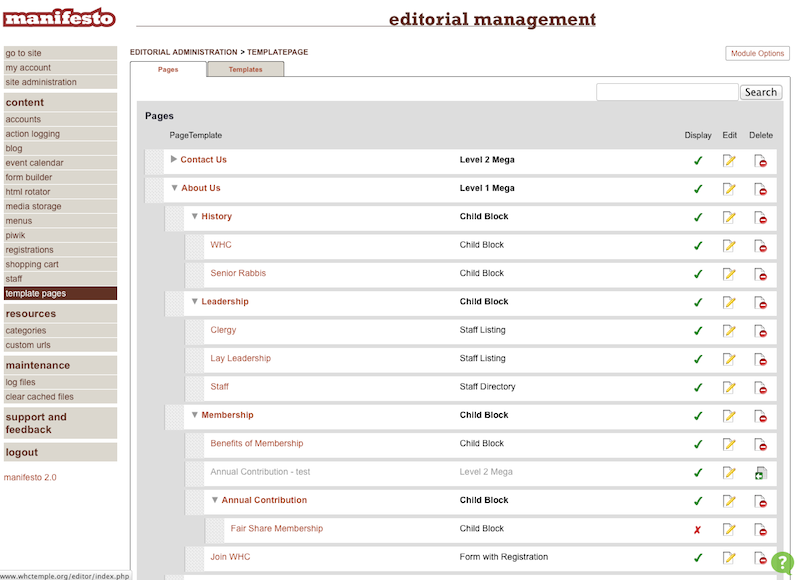 manifesto
editorial management
go to site
my account
site administration
content
accounts
action logging
blog
event calendar
form builder
html rotator
media storage
menus
piwik
registrations
shopping cart
staff
template pages
resources
categories
custom urls
maintenance
log files
clear cached files
support and
feedback
logout
manifesto 2.0
EDITORIAL ADMINISTRATION > TEMPLATEPAGE
Module Options
Pages Templates
Search
Pages
PageTemplate Display Edit Delete
Contact Us Level 2 Mega
About Us Level 1 Mega
History Child Block
WHC Child Block
Senior Rabbis Child Block
Leadership Child Block
Clergy Staff Listing
Lay Leadership Staff Listing
Staff Staff Directory
Membership Child Block
Benefits of Membership Child Block
Annual Contribution - test Level 2 Mega
Annual Contribution Child Block
Fair Share Membership Child Block
Join WHC Form with Registration
www.whctemple.org/editor/index.php
?